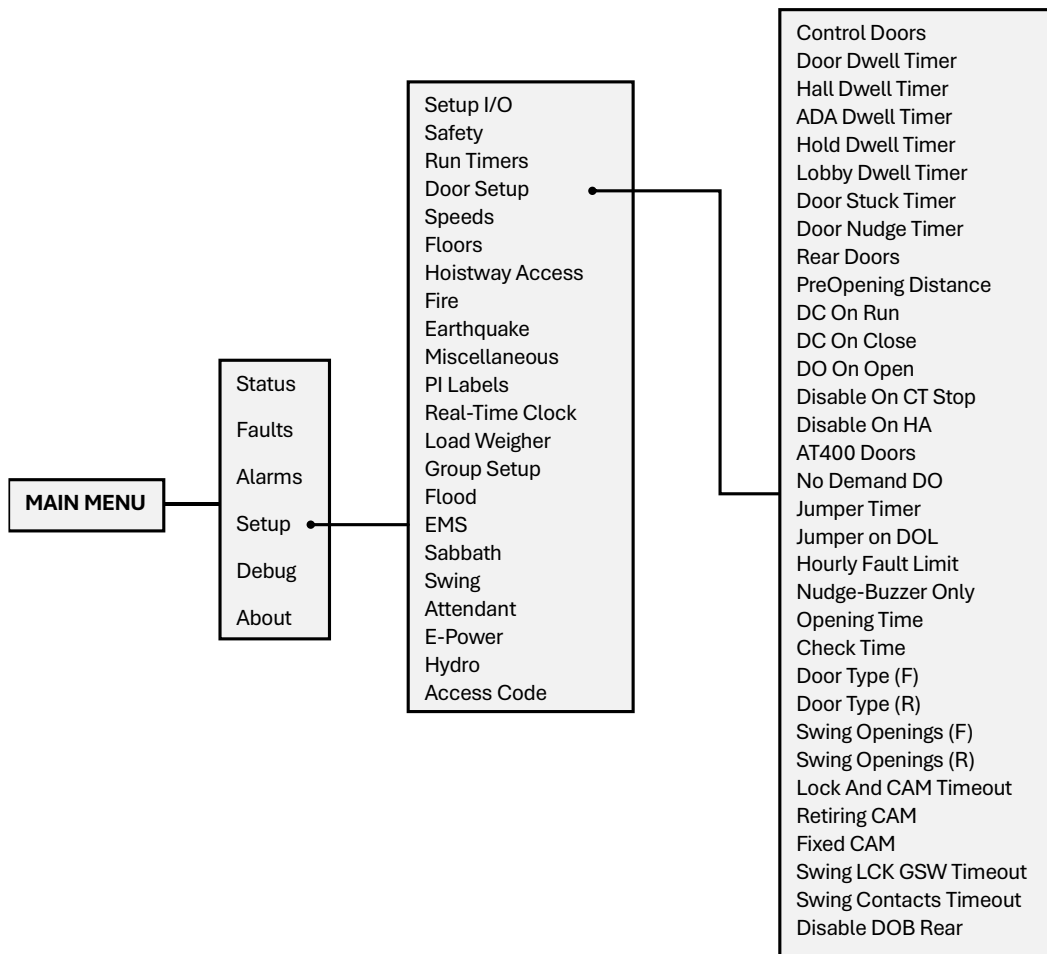 MAIN MENU
Status
Faults
Alarms
Setup
Debug
About
Setup I/O
Safety
Run Timers
Door Setup
Speeds
Floors
Hoistway Access
Fire
Earthquake
Miscellaneous
PI Labels
Real-Time Clock
Load Weigher
Group Setup
Flood
EMS
Sabbath
Swing
Attendant
E-Power
Hydro
Access Code
Control Doors
Door Dwell Timer
Hall Dwell Timer
ADA Dwell Timer
Hold Dwell Timer
Lobby Dwell Timer
Door Stuck Timer
Door Nudge Timer
Rear Doors
PreOpening Distance
DC On Run
DC On Close
DO On Open
Disable On CT Stop
Disable On HA
AT400 Doors
No Demand DO
Jumper Timer
Jumper on DOL
Hourly Fault Limit
Nudge-Buzzer Only
Opening Time
Check Time
Door Type (F)
Door Type (R)
Swing Openings (F)
Swing Openings (R)
Lock And CAM Timeout
Retiring CAM
Fixed CAM
Swing LCK GSW Timeout
Swing Contacts Timeout
Disable DOB Rear